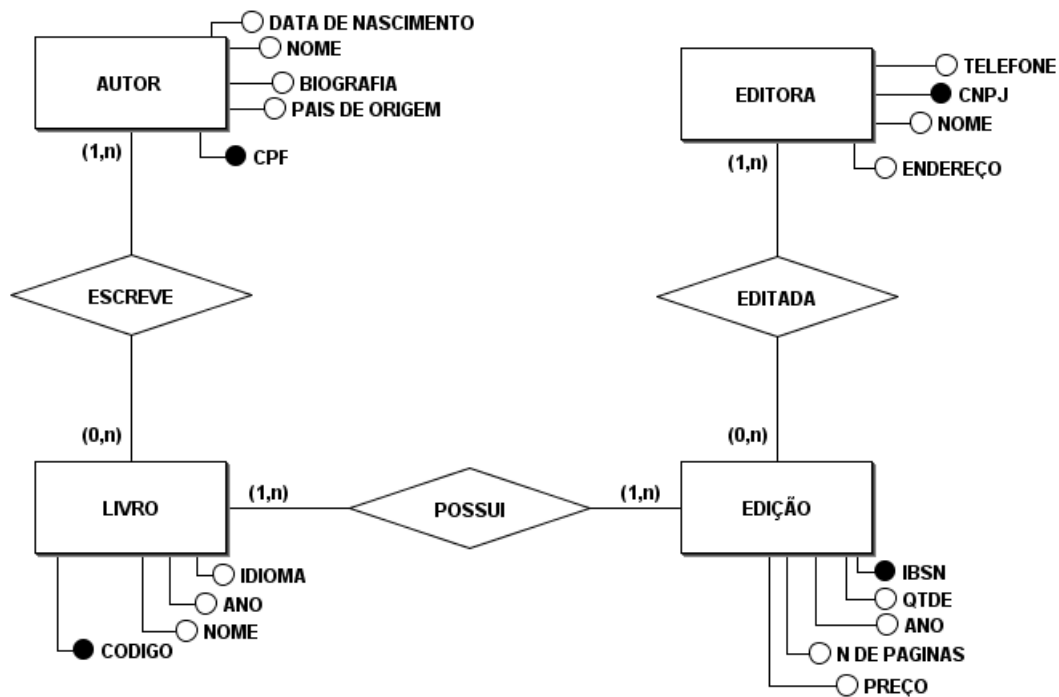 DATA DE NASCIMENTO
NOME
AUTOR
BIOGRAFIA
PAIS DE ORIGEM
(1,n)
CPF
TELEFONE
EDITORA
CNPJ
NOME
(1,n)
ENDEREÇO
ESCREVE
EDITADA
(0,n)
(0,n)
LIVRO
(1,n)
POSSUI
(1,n)
EDIÇÃO
IDIOMA
ANO
NOME
CODIGO
IBSN
QTDE
ANO
N DE PAGINAS
PREÇO